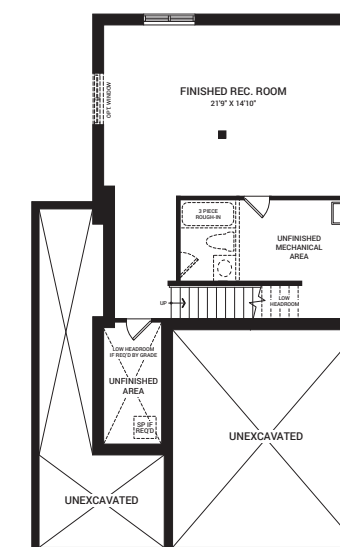 FINISHED REC. ROOM
21'9" X 14'10"
OPT WINDOW
3 PIECE
ROUGH-IN
UNFINISHED
MECHANICAL
AREA
UP
LOW
HEADROOM
LOW HEADROOM
IF REQ'D BY GRADE
UNFINISHED
AREA
SP IF
REQ'D
UNEXCAVATED
UNEXCAVATED